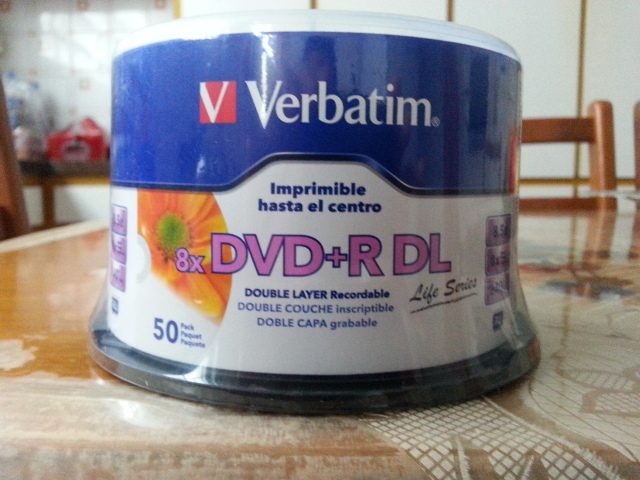 Verbatim®
Imprimible
hasta el centro
8x DVD+R DL
DOUBLE LAYER Recordable
DOUBLE COUCHE inscriptible
DOBLE CAPA grabable
Life Series
50 Pack
Paquet
Paquete